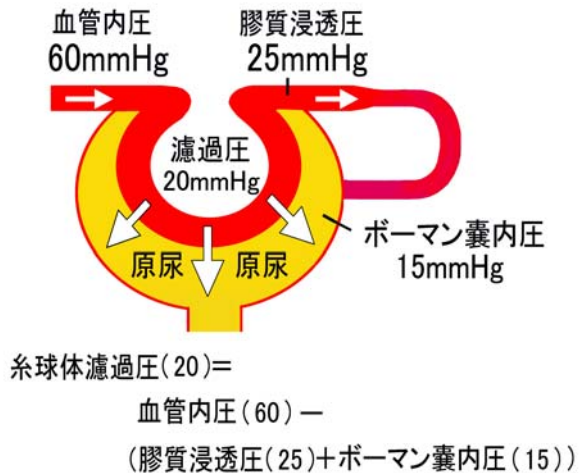 血管内圧
60mmHg
膠質浸透圧
25mmHg
濾過圧
20mmHg
原尿 原尿
ボーマン嚢内圧
15mmHg
糸球体濾過圧(20)=
血管内圧(60)―
(膠質浸透圧(25)+ボーマン嚢内圧(15))